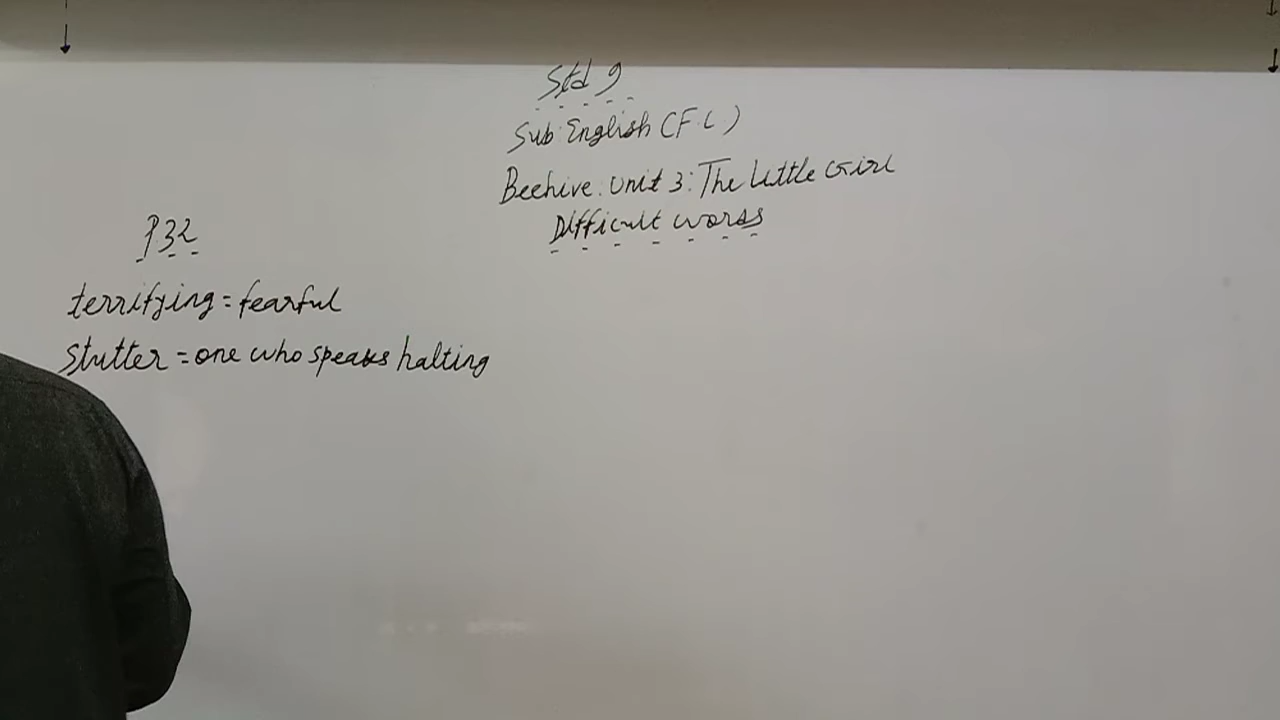 Std 9
Sub: English (F.L)
Beehive: Unit 3: The Little Girl
Difficult words
P.32
terrifying = fearful
Stutter = one who speaks halting